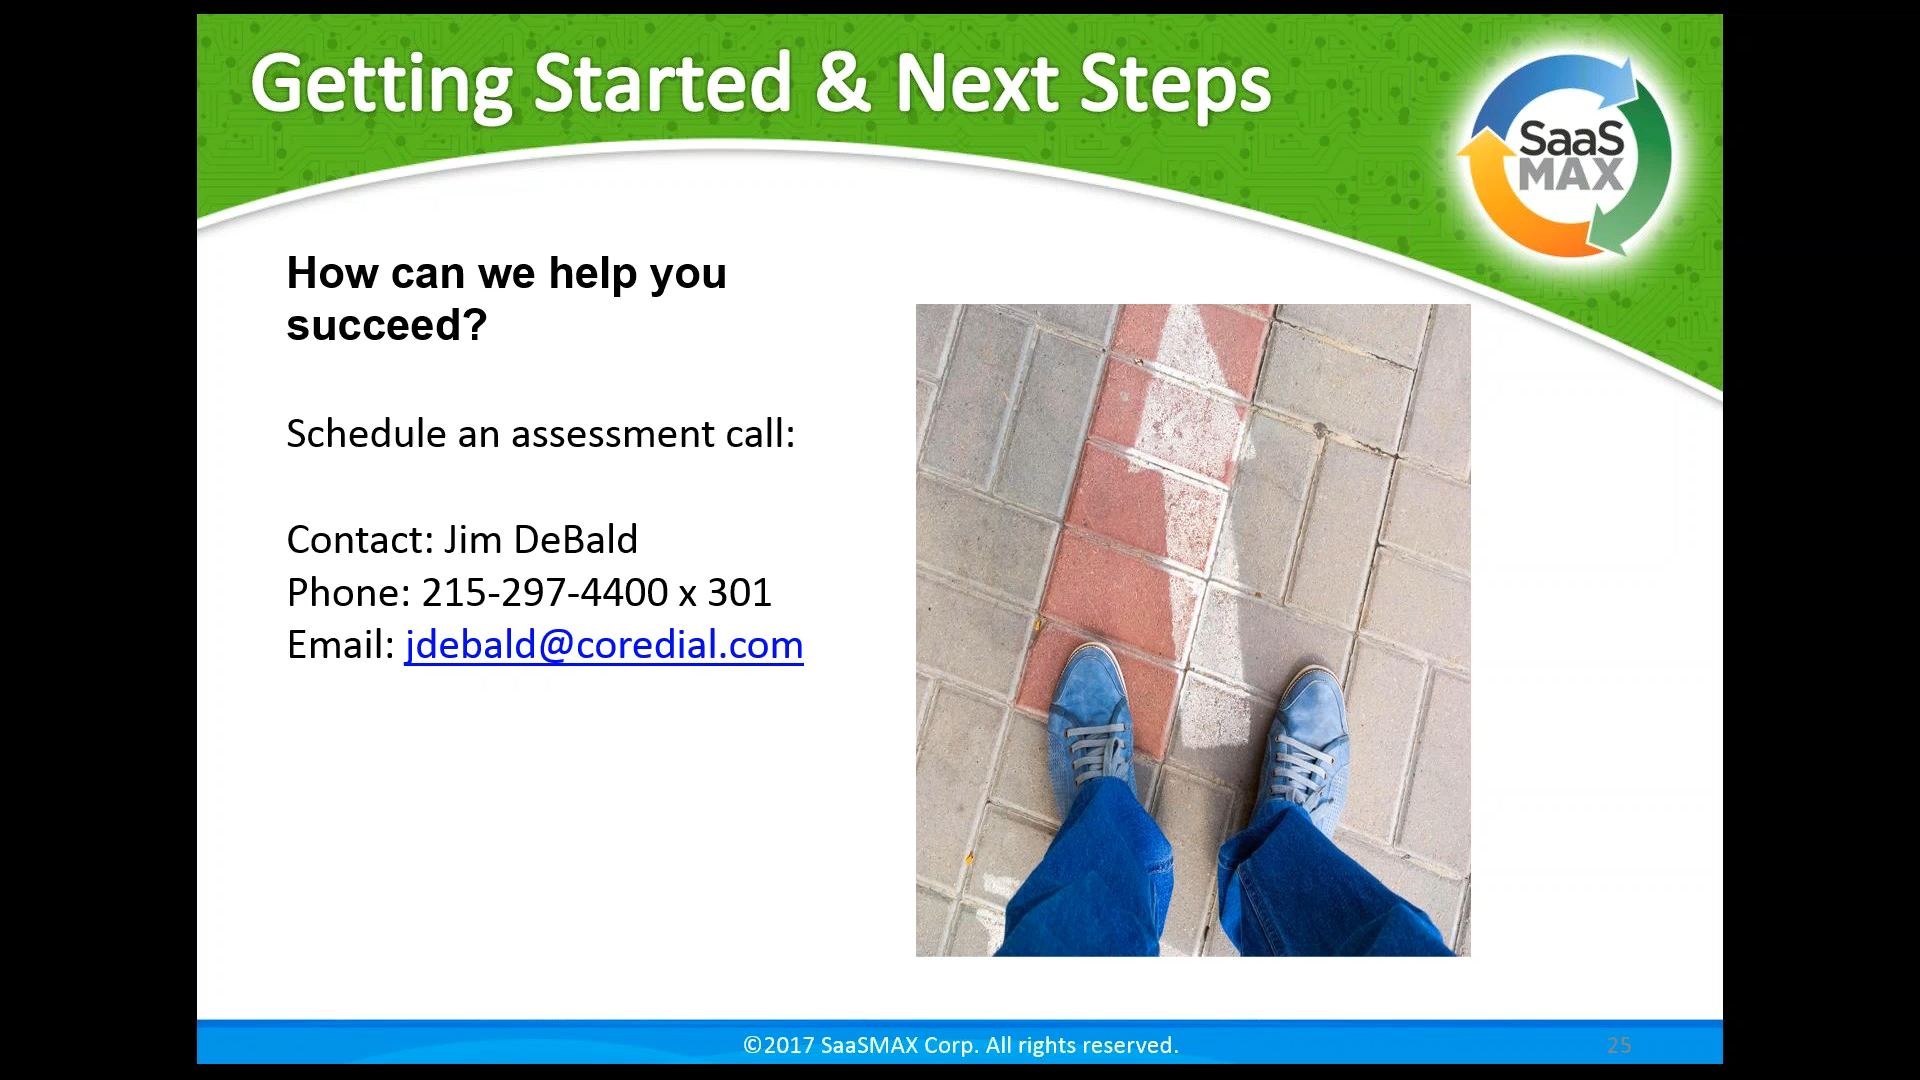 Getting Started & Next Steps
SaaS
MAX
How can we help you
succeed?
Schedule an assessment call:
Contact: Jim DeBald
Phone: 215-297-4400 x 301
Email: jdebald@coredial.com
©2017 SaaSMAX Corp. All rights reserved.
25